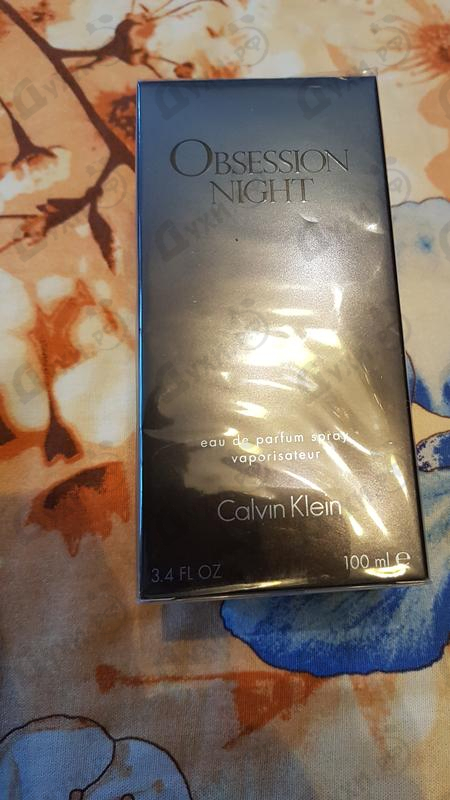 OBSESSION
NIGHT
eau de parfum spray
vaporisateur
Calvin Klein
3.4 FL OZ 100 ml ℮